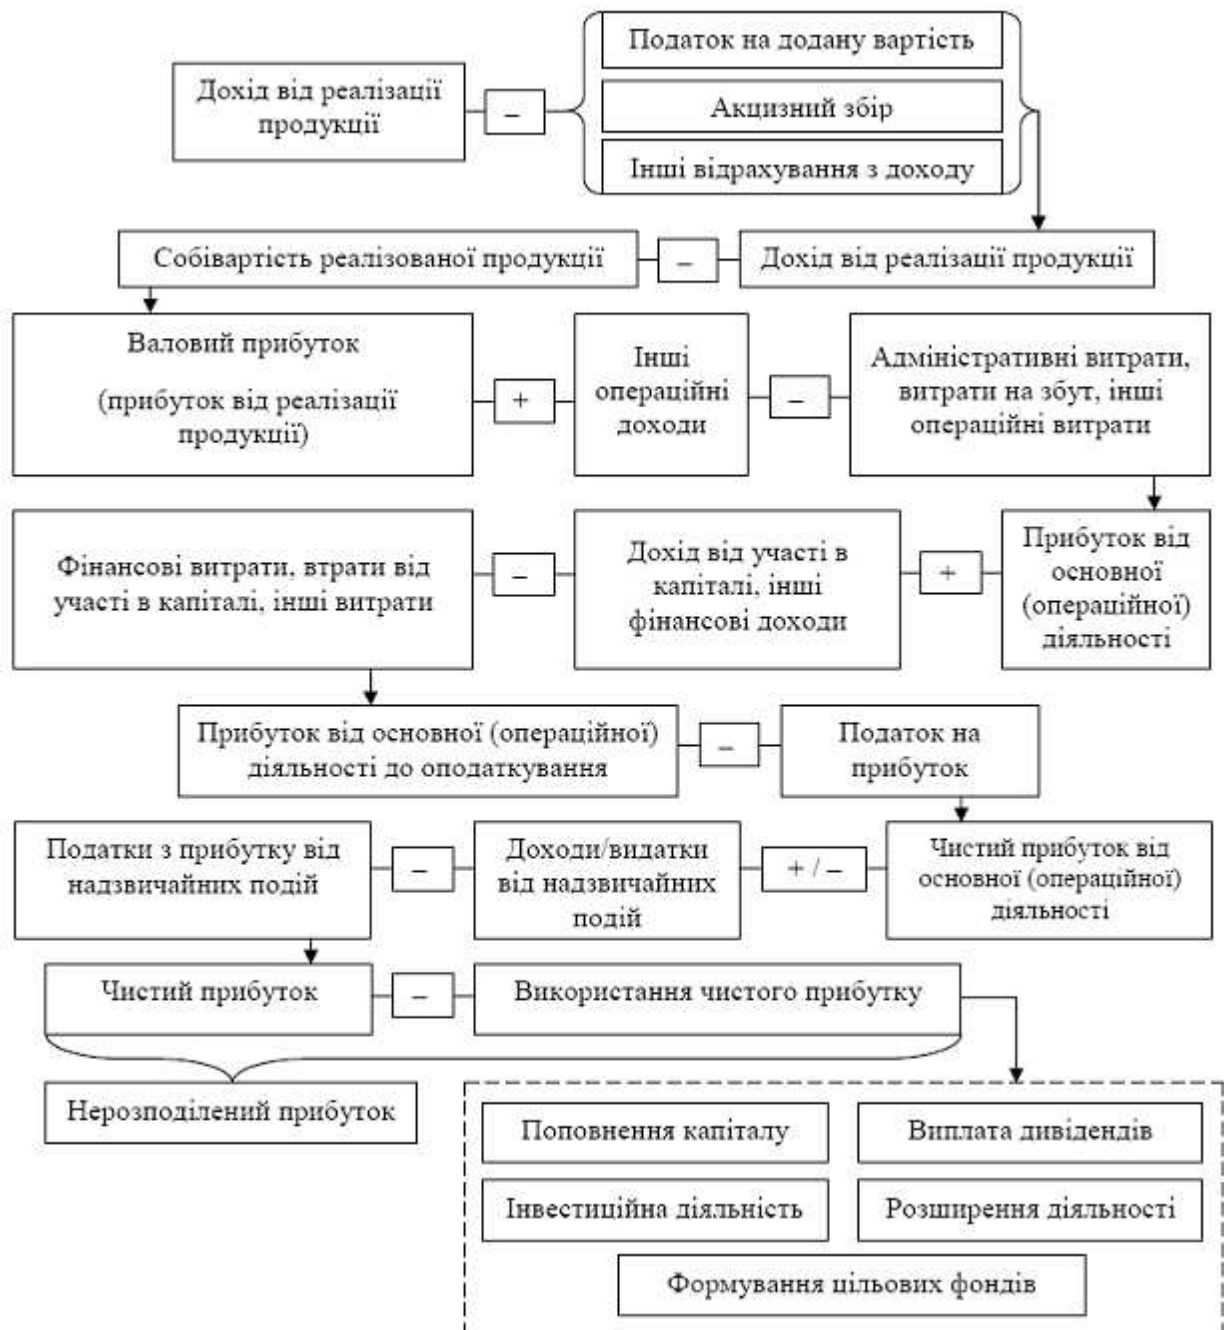 Податок на додану вартість
Дохід від реалізації
продукції
–
Акцизний збір
Інші відрахування з доходу
Собівартість реалізованої продукції
–
Дохід від реалізації продукції
Валовий прибуток
(прибуток від реалізації
продукції)
+
Інші
операційні
доходи
–
Адміністративні витрати,
витрати на збут, інші
операційні витрати
Фінансові витрати, втрати від
участі в капіталі, інші витрати
–
Дохід від участі в
капіталі, інші
фінансові доходи
+
Прибуток від
основної
(операційної)
діяльності
Прибуток від основної (операційної)
діяльності до оподаткування
–
Податок на
прибуток
Податки з прибутку від
надзвичайних подій
–
Доходы/видатки
від надзвичайних
подій
+ / –
Чистий прибуток від
основної (операційної)
діяльності
Чистий прибуток
–
Використання чистого прибутку
Нерозподілений прибуток
Поповнення капіталу
Виплата дивідендів
Інвестиційна діяльність
Розширення діяльності
Формування цільових фондів